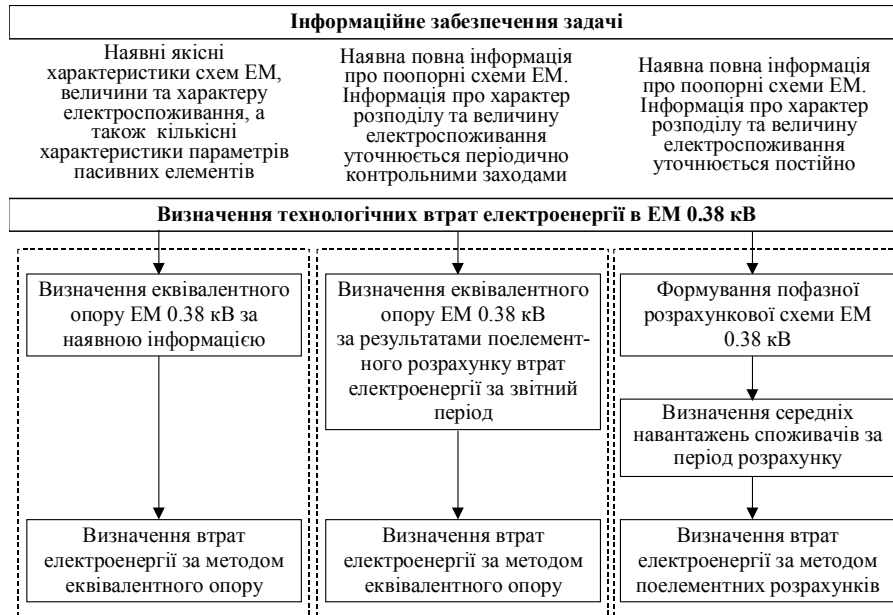 Інформаційне забезпечення задачі
Наявні якісні
характеристики схем ЕМ,
величини та характеру
електроспоживання, а
також кількісні
характеристики параметрів
пасивних елементів
Наявна повна інформація
про поопорні схеми ЕМ.
Інформація про характер
розподілу та величину
електроспоживання
уточнюється періодично
контрольними заходами
Наявна повна інформація
про поопорні схеми ЕМ.
Інформація про характер
розподілу та величину
електроспоживання
уточнюється постійно
Визначення технологічних втрат електроенергії в ЕМ 0.38 кВ
Визначення еквівалентного
опору ЕМ 0.38 кВ за
наявною інформацією
Визначення втрат
електроенергії за методом
еквівалентного опору
Визначення еквівалентного
опору ЕМ 0.38 кВ
за результатами поелемент-
ного розрахунку втрат
електроенергії за звітний
період
Визначення втрат
електроенергії за методом
еквівалентного опору
Формування пофазної
розрахункової схеми ЕМ
0.38 кВ
Визначення середніх
навантажень споживачів за
період розрахунку
Визначення втрат
електроенергії за методом
поелементних розрахунків